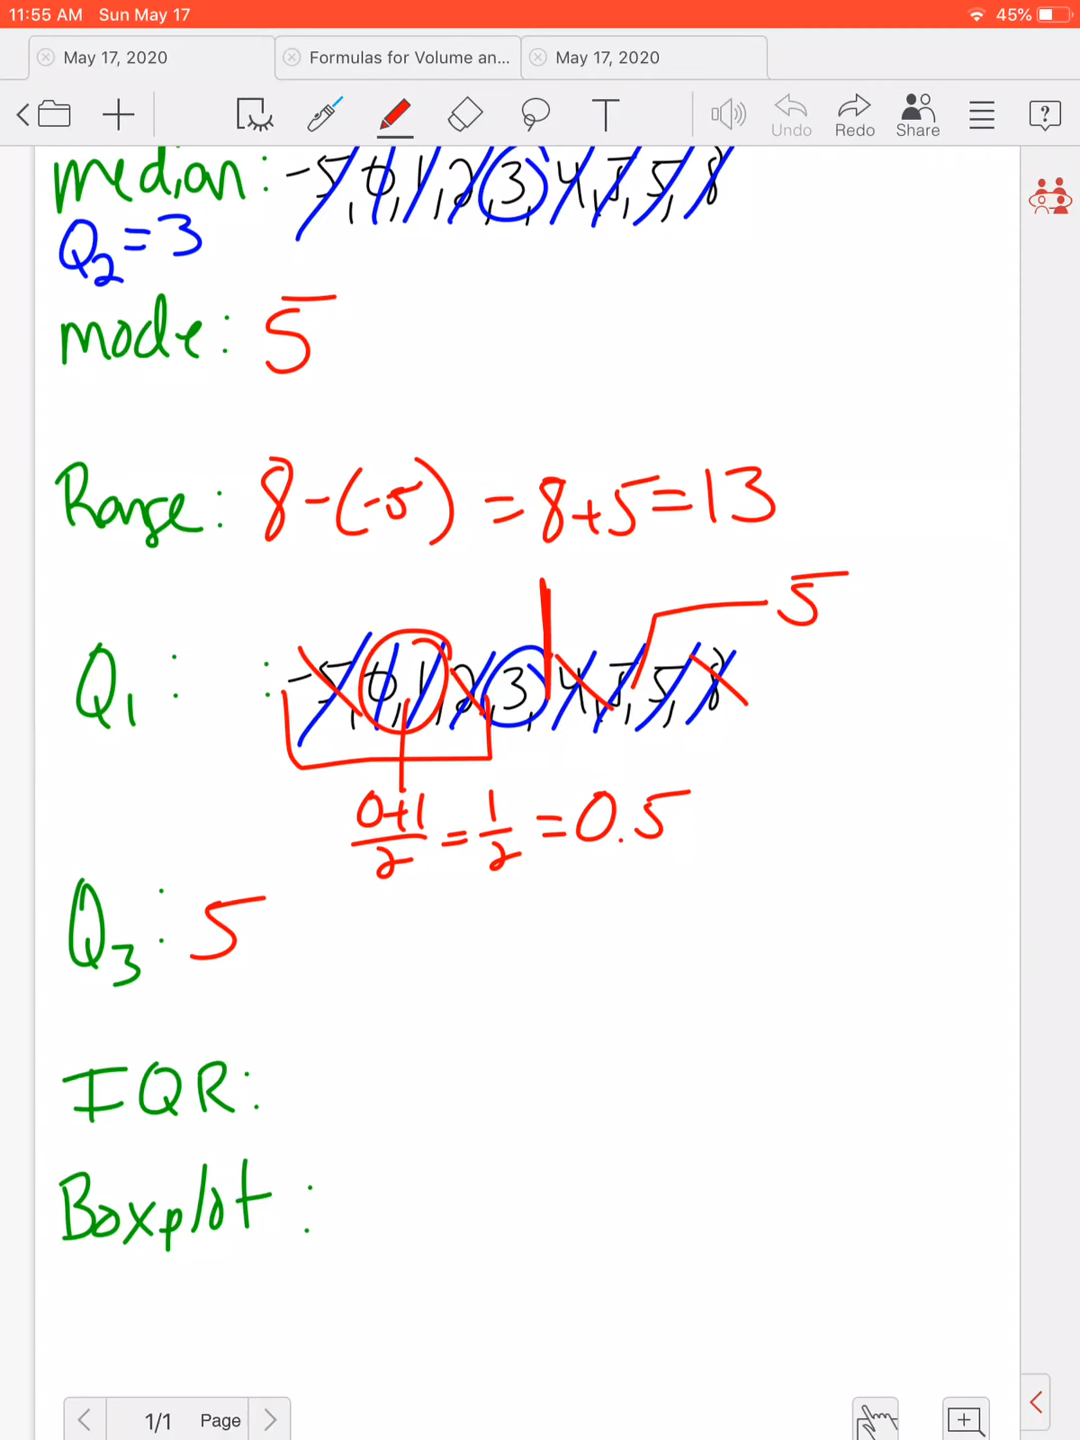 11:55 AM Sun May 17 45%
May 17, 2020 Formulas for Volume an... May 17, 2020
T Undo Redo Share ?
median: -5, 0, 1, 2, 3, 4, 5, 5, 8
Q2 = 3
mode: 5
Range: 8-(-5) = 8+5 = 13
5
Q1 : : -5, 0, 1, 2, 3, 4, 5, 5, 8
0+1/2 = 1/2 = 0.5
Q3 : 5
IQR:
Boxplot :
1/1 Page